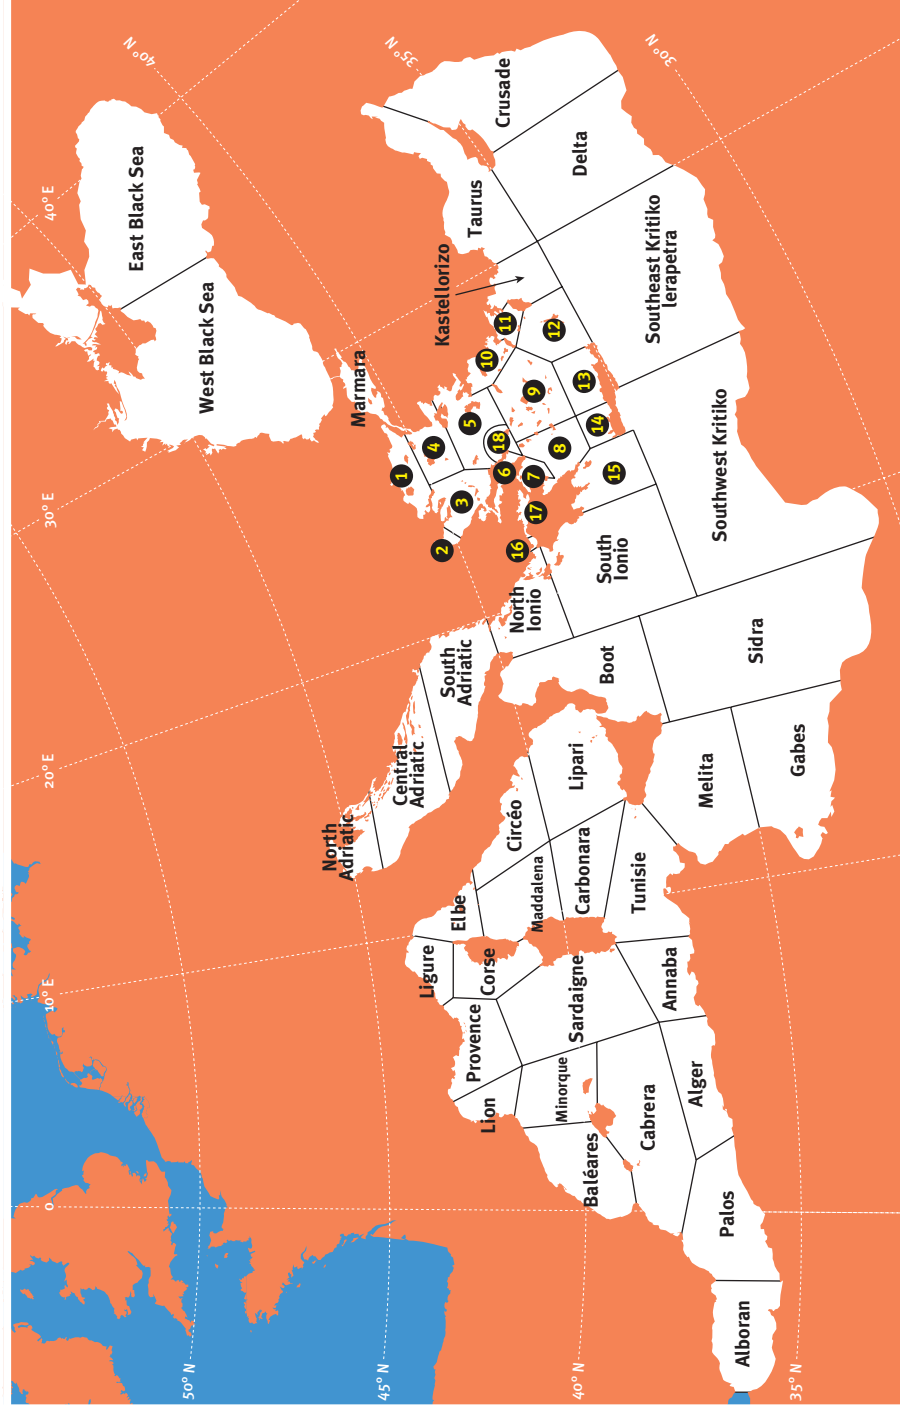 40° N
35° N
30° N
40° E
30° E
20° E
10° E
0
50° N
45° N
40° N
35° N
East Black Sea
West Black Sea
Marmara
Kastellorizo
Taurus
Crusade
Delta
Southeast Kritiko
Ierapetra
Southwest Kritiko
1
2
3
4
5
6
7
8
9
10
11
12
13
14
15
16
17
18
North
Adriatic
Central
Adriatic
South
Adriatic
North
Ionio
South
Ionio
Boot
Sidra
Gabes
Melita
Lipari
Circéo
Carbonara
Maddalena
Tunisie
Elbe
Ligure
Corse
Sardaigne
Annaba
Provence
Lion
Minorque
Baléares
Cabrera
Alger
Palos
Alboran